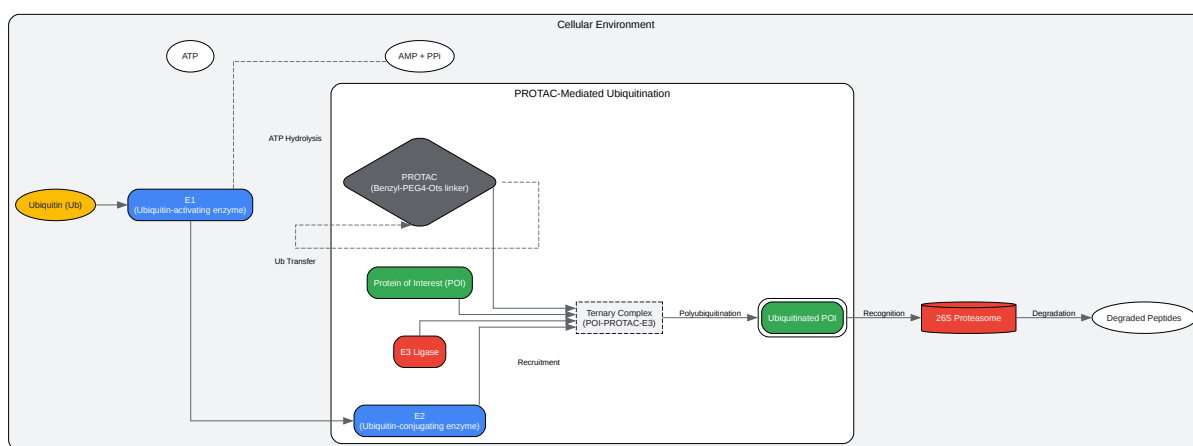 Cellular Environment
ATP
AMP + PPi
PROTAC-Mediated Ubiquitination
ATP Hydrolysis
PROTAC
(Benzyl-PEG4-Ots linker)
Ubiquitin (Ub)
E1
(Ubiquitin-activating enzyme)
Ub Transfer
Protein of Interest (POI)
Ternary Complex
(POI-PROTAC-E3)
Polyubiquitination
Ubiquitinated POI
Recognition
26S Proteasome
Degradation
Degraded Peptides
E3 Ligase
Recruitment
E2
(Ubiquitin-conjugating enzyme)